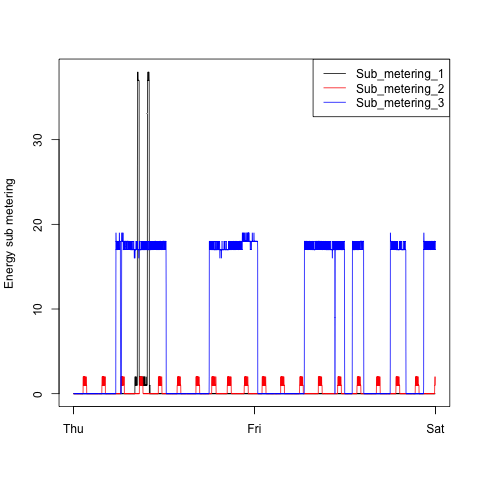 Sub_metering_1
Sub_metering_2
Sub_metering_3
Energy sub metering
30
20
10
0
Thu Fri Sat